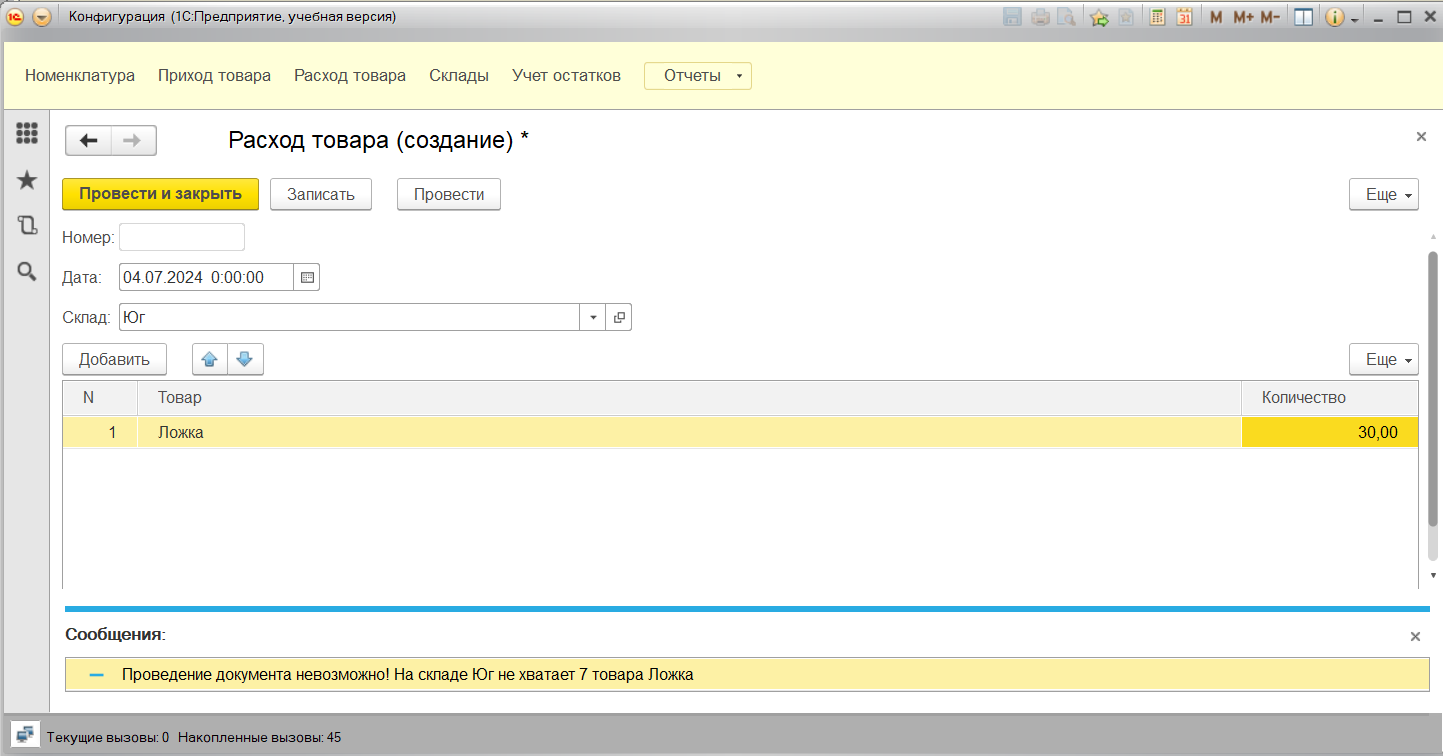 Конфигурация (1С:Предприятие, учебная версия)
31 M M+ M-
Номенклатура Приход товара Расход товара Склады Учет остатков Отчеты
Расход товара (создание) *
Провести и закрыть Записать Провести Еще
Номер:
Дата: 04.07.2024 0:00:00
Склад: Юг
Добавить Еще
N Товар Количество
1 Ложка 30,00
Сообщения:
Проведение документа невозможно! На складе Юг не хватает 7 товара Ложка
Текущие вызовы: 0 Накопленные вызовы: 45